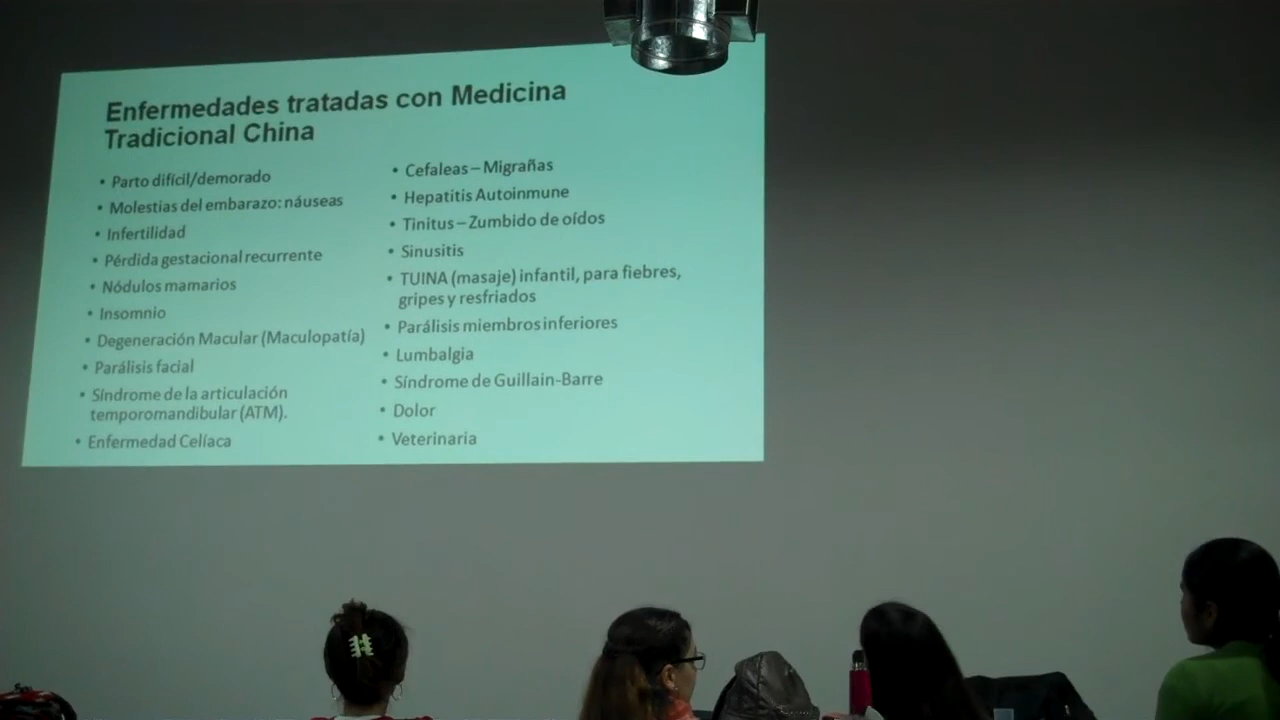 Enfermedades tratadas con Medicina
Tradicional China
• Parto difícil/demorado
• Molestias del embarazo: náuseas
• Infertilidad
• Pérdida gestacional recurrente
• Nódulos mamarios
• Insomnio
• Degeneración Macular (Maculopatía)
• Parálisis facial
• Síndrome de la articulación
temporomandibular (ATM).
• Enfermedad Celíaca
• Cefaleas – Migrañas
• Hepatitis Autoinmune
• Tinitus – Zumbido de oídos
• Sinusitis
• TUINA (masaje) infantil, para fiebres,
gripes y resfriados
• Parálisis miembros inferiores
• Lumbalgia
• Síndrome de Guillain-Barre
• Dolor
• Veterinaria